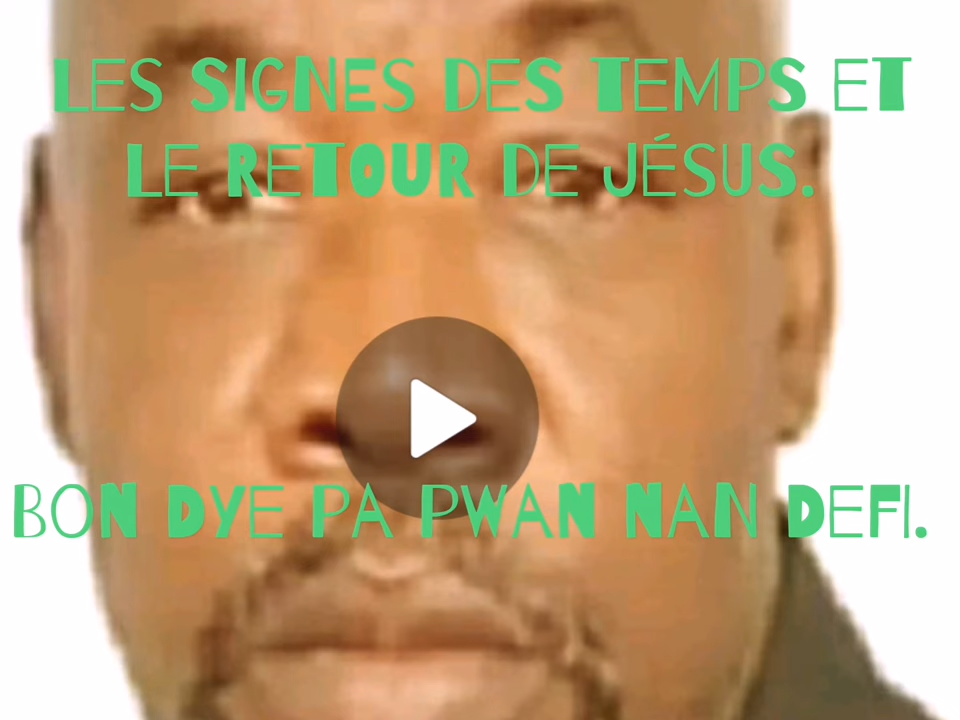 LES SIGNES DES TEMPS ET
LE RETOUR DE JÉSUS.
BON DYE PA PWAN NAN DEFI.